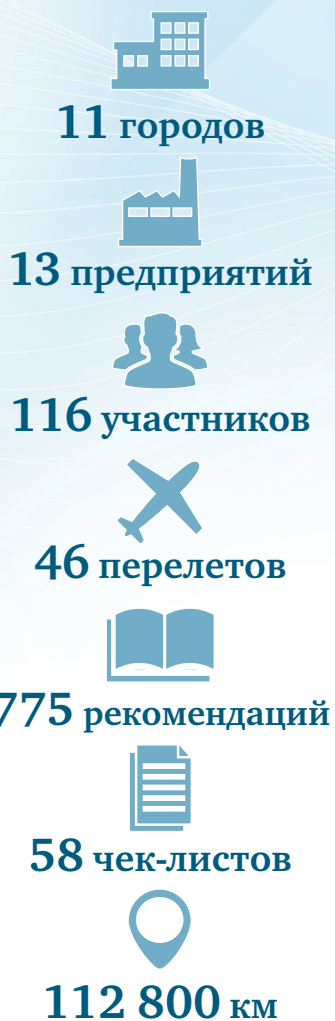 11 городов
13 предприятий
116 участников
46 перелетов
775 рекомендаций
58 чек-листов
112 800 км